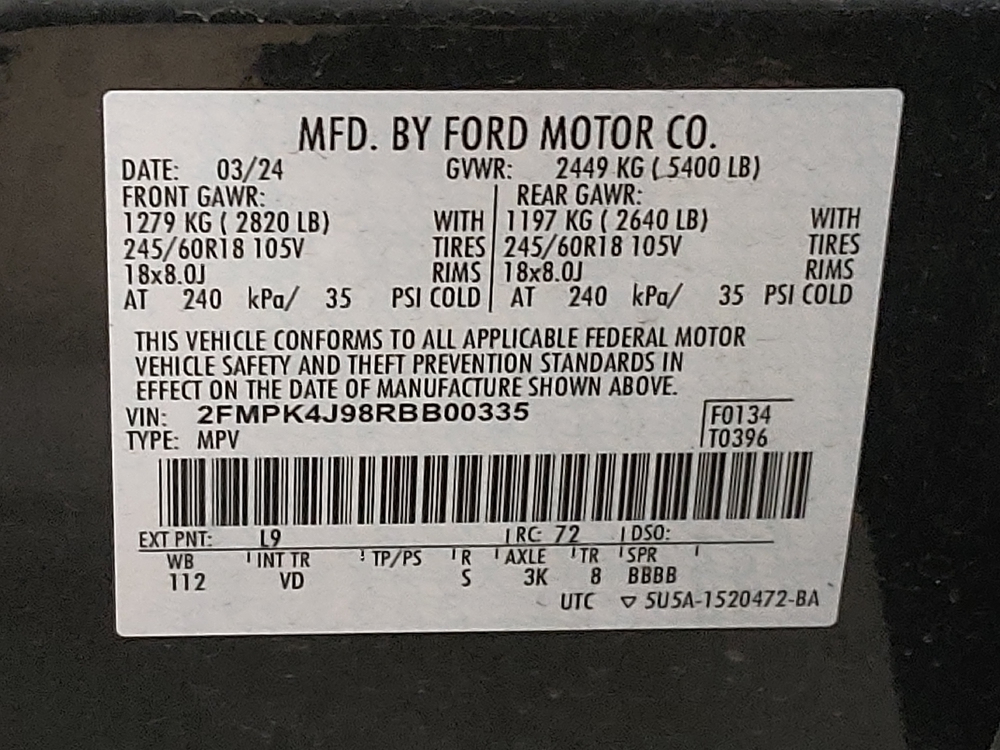 MFD. BY FORD MOTOR CO.
DATE: 03/24 GVWR: 2449 KG ( 5400 LB)
FRONT GAWR: REAR GAWR:
1279 KG ( 2820 LB) WITH 1197 KG ( 2640 LB) WITH
245/60R18 105V TIRES 245/60R18 105V TIRES
18x8.0J RIMS 18x8.0J RIMS
AT 240 kPa/ 35 PSI COLD AT 240 kPa/ 35 PSI COLD
THIS VEHICLE CONFORMS TO ALL APPLICABLE FEDERAL MOTOR
VEHICLE SAFETY AND THEFT PREVENTION STANDARDS IN
EFFECT ON THE DATE OF MANUFACTURE SHOWN ABOVE.
VIN: 2FMPK4J98RBB00335 F0134
TYPE: MPV T0396
EXT PNT: L9 RC: 72 DSO:
WB INT TR TP/PS R AXLE TR SPR
112 VD S 3K 8 BBBB
UTC ▽ 5U5A-1520472-BA